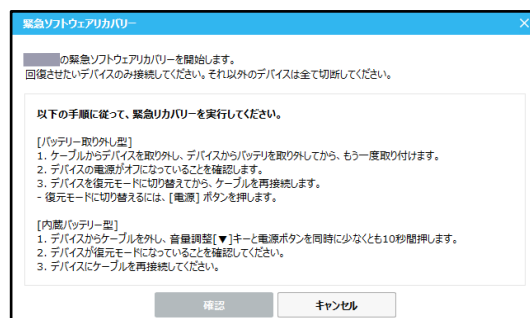 緊急ソフトウェアリカバリー
の緊急ソフトウェアリカバリーを開始します。
回復させたいデバイスのみ接続してください。それ以外のデバイスは全て切断してください。
以下の手順に従って、緊急リカバリーを実行してください。
[バッテリー取り外し型]
1. ケーブルからデバイスを取り外し、デバイスからバッテリを取り外してから、もう一度取り付けます。
2. デバイスの電源がオフになっていることを確認します。
3. デバイスを復元モードに切り替えてから、ケーブルを再接続します。
- 復元モードに切り替えるには、[電源] ボタンを押します。
[内蔵バッテリー型]
1. デバイスからケーブルを外し、音量調整[▼]キーと電源ボタンを同時に少なくとも10秒間押します。
2. デバイスが復元モードになっていることを確認してください。
3. デバイスにケーブルを再接続してください。
確認
キャンセル